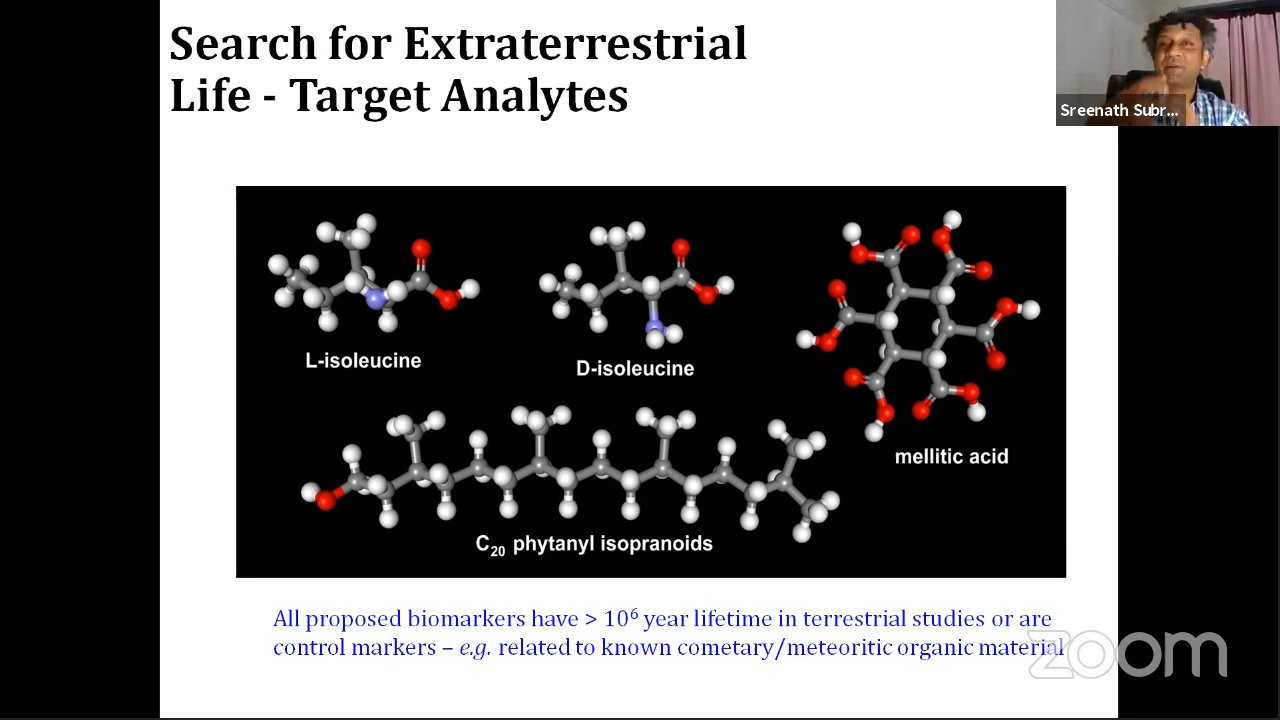 Search for Extraterrestrial
Life - Target Analytes
Sreenath Subr...
L-isoleucine
D-isoleucine
mellitic acid
C20 phytanyl isopranoids
All proposed biomarkers have > 10⁶ year lifetime in terrestrial studies or are
control markers – e.g. related to known cometary/meteoritic organic material
zoom